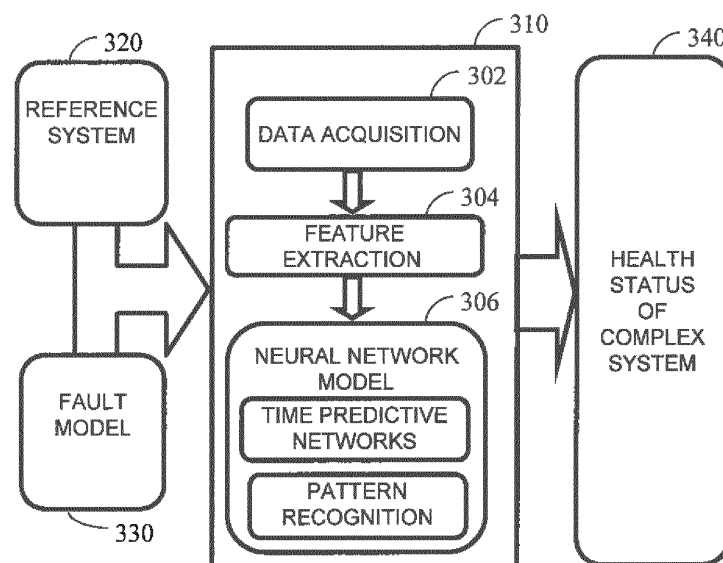 320
REFERENCE
SYSTEM
FAULT
MODEL
330
310
302
DATA ACQUISITION
304
FEATURE
EXTRACTION
306
NEURAL NETWORK
MODEL
TIME PREDICTIVE
NETWORKS
PATTERN
RECOGNITION
340
HEALTH
STATUS
OF
COMPLEX
SYSTEM